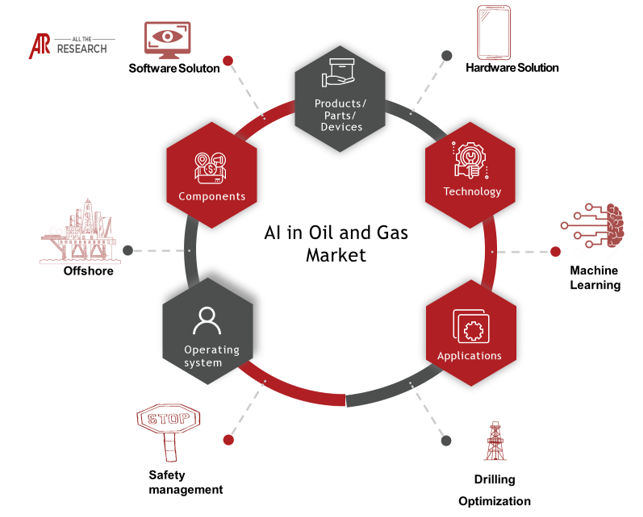 ATR
ALL THE
RESEARCH
Software Soluton
Hardware Solution
Products/
Parts/
Devices
Components
Technology
AI in Oil and Gas
Market
Offshore
Machine
Learning
Operating
system
Applications
STOP
Safety
management
Drilling
Optimization